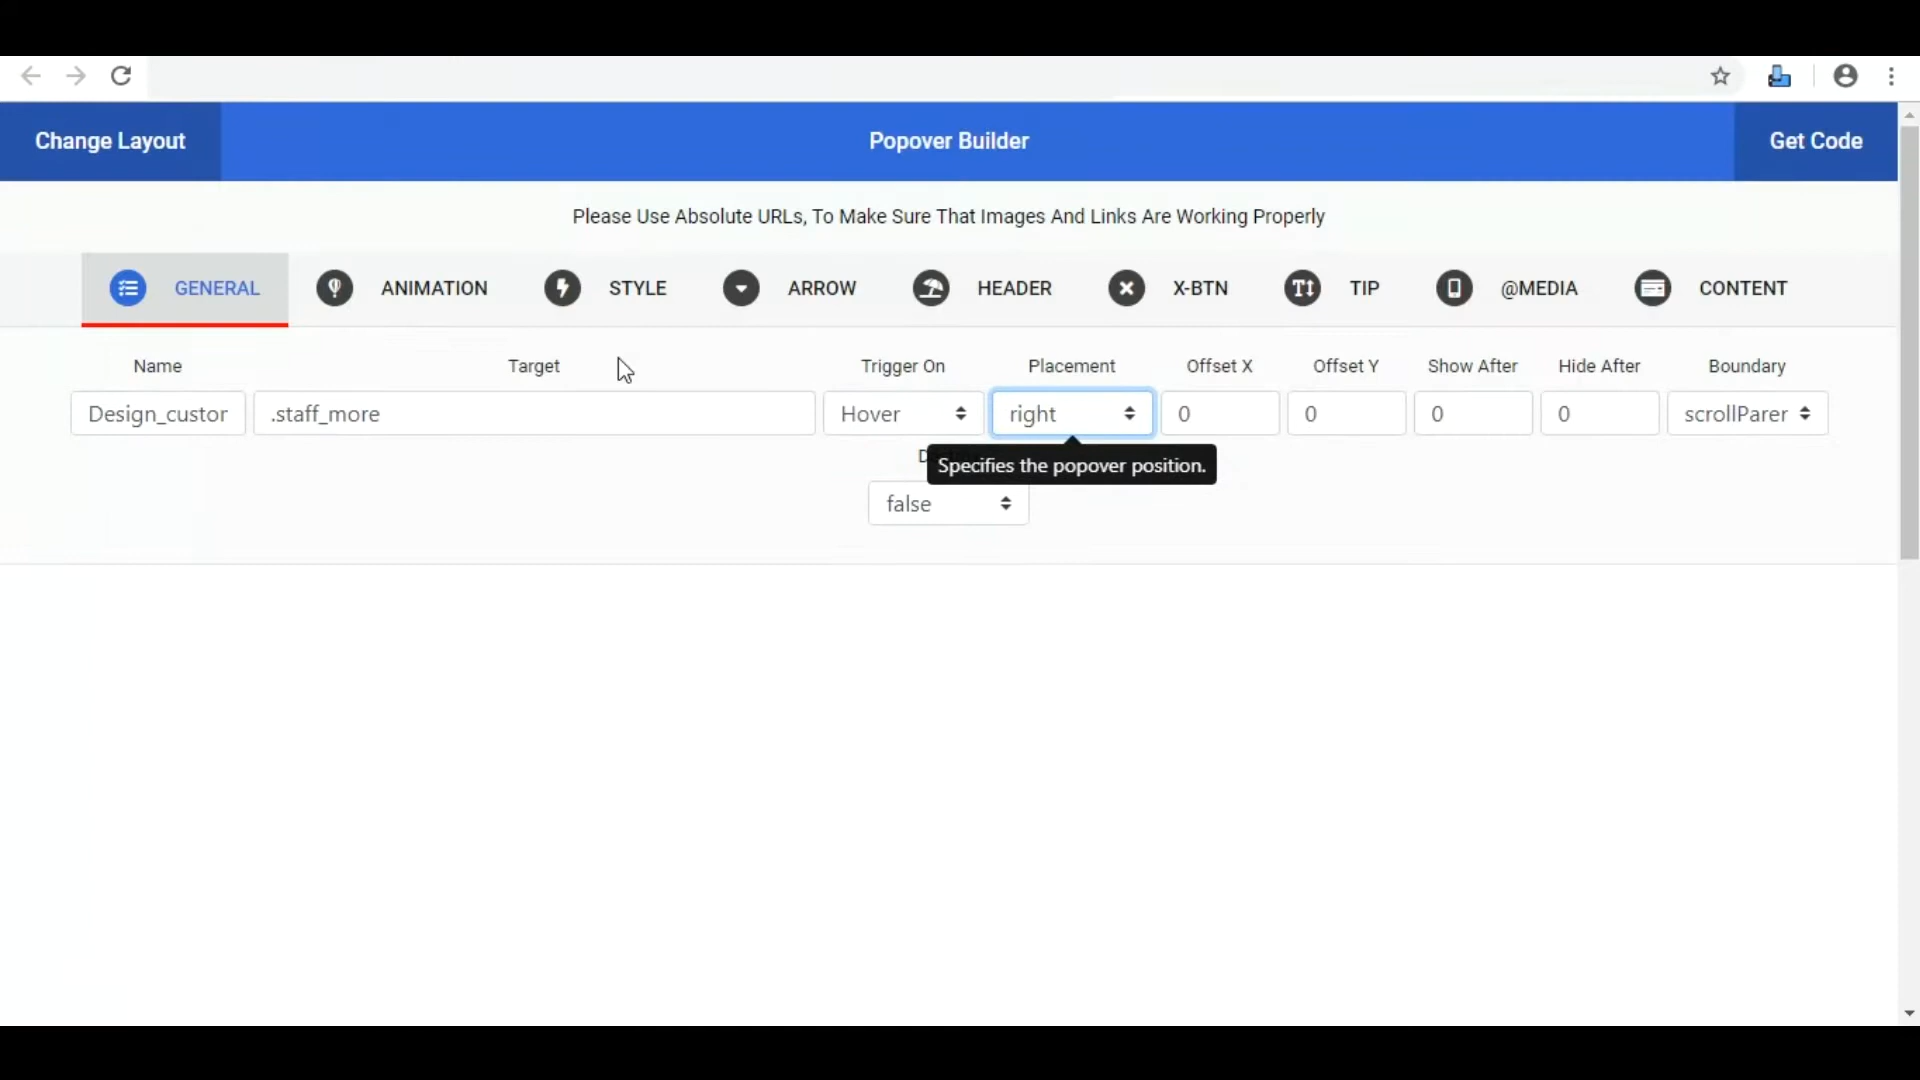 Change Layout
Popover Builder
Get Code
Please Use Absolute URLs, To Make Sure That Images And Links Are Working Properly
GENERAL
ANIMATION
STYLE
ARROW
HEADER
X-BTN
TIP
@MEDIA
CONTENT
Name
Target
Trigger On
Placement
Offset X
Offset Y
Show After
Hide After
Boundary
Design_custor
.staff_more
Hover
right
0
0
0
0
scrollParer
Specifies the popover position.
false